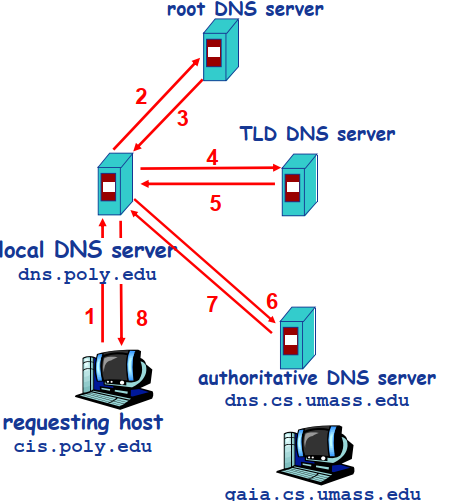 root DNS server
2
3
TLD DNS server
4
5
local DNS server
dns.poly.edu
6
7
1
8
authoritative DNS server
dns.cs.umass.edu
requesting host
cis.poly.edu
gaia.cs.umass.edu